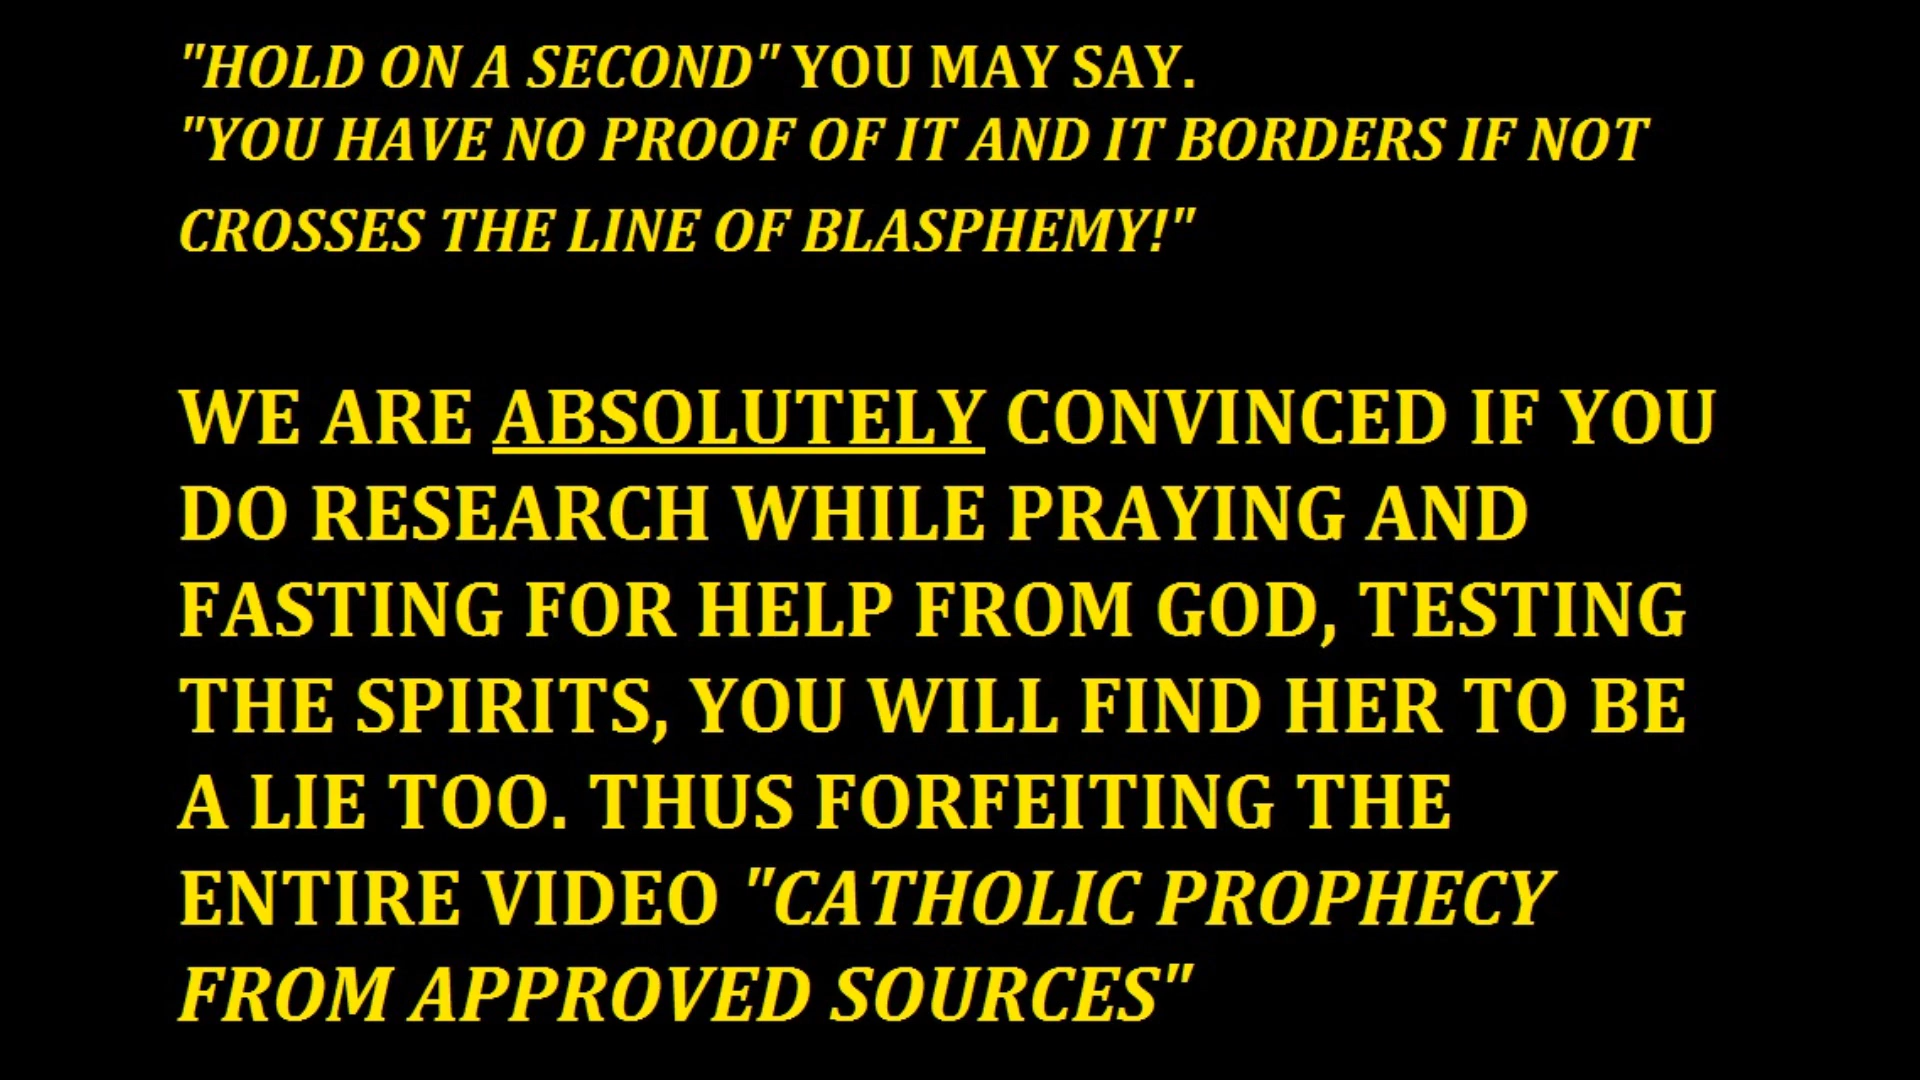 "HOLD ON A SECOND" YOU MAY SAY.
"YOU HAVE NO PROOF OF IT AND IT BORDERS IF NOT
CROSSES THE LINE OF BLASPHEMY!"
WE ARE ABSOLUTELY CONVINCED IF YOU
DO RESEARCH WHILE PRAYING AND
FASTING FOR HELP FROM GOD, TESTING
THE SPIRITS, YOU WILL FIND HER TO BE
A LIE TOO. THUS FORFEITING THE
ENTIRE VIDEO "CATHOLIC PROPHECY
FROM APPROVED SOURCES"